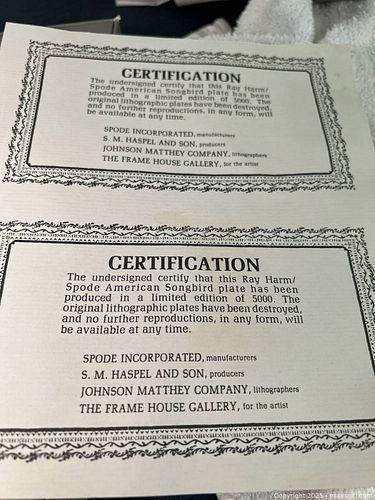 CERTIFICATION
The undersigned certify that this Ray Harm/
Spode American Songbird plate has been
produced in a limited edition of 5000. The
original lithographic plates have been destroyed,
and no further reproductions, in any form, will
be available at any time.
SPODE INCORPORATED, manufacturers
S. M. HASPEL AND SON, producers
JOHNSON MATTHEY COMPANY, lithographers
THE FRAME HOUSE GALLERY, for the artist
CERTIFICATION
The undersigned certify that this Ray Harm/
Spode American Songbird plate has been
produced in a limited edition of 5000. The
original lithographic plates have been destroyed,
and no further reproductions, in any form, will
be available at any time.
SPODE INCORPORATED, manufacturers
S. M. HASPEL AND SON, producers
JOHNSON MATTHEY COMPANY, lithographers
THE FRAME HOUSE GALLERY, for the artist